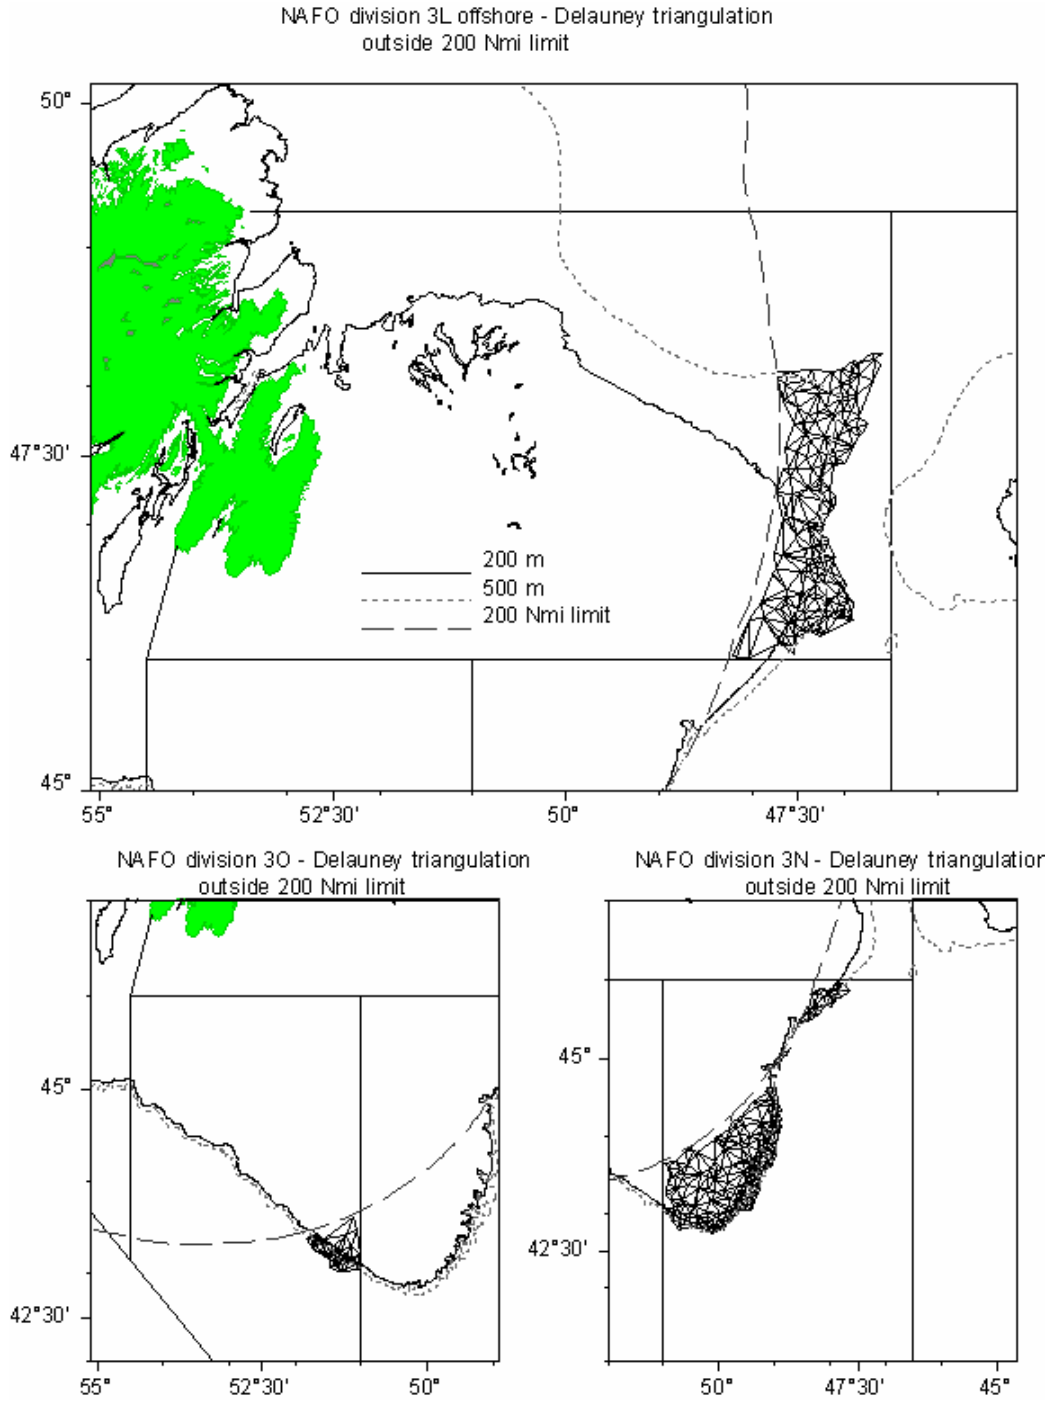 NAFO division 3L offshore - Delauney triangulation
outside 200 Nmi limit
50°
47°30'
200 m
500 m
200 Nmi limit
45°
55°
52°30'
50°
47°30'
NAFO division 3O - Delauney triangulation
outside 200 Nmi limit
45°
42°30'
55°
52°30'
50°
NAFO division 3N - Delauney triangulation
outside 200 Nmi limit
45°
42°30'
50°
47°30'
45°